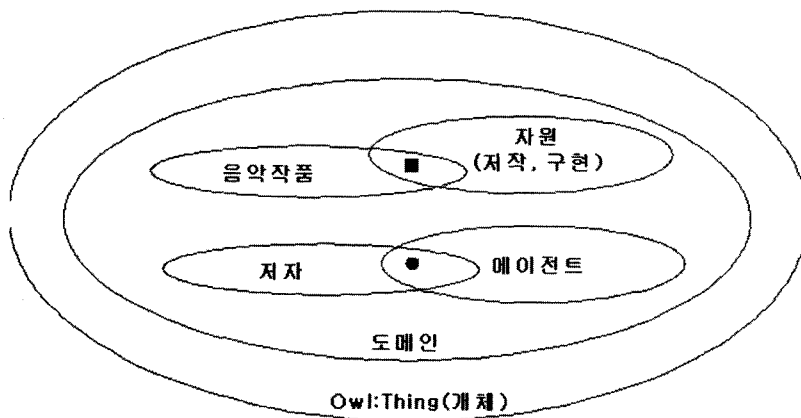 자원
(저작, 구현)
음악작품
저자
에이전트
도메인
Owl:Thing(개체)